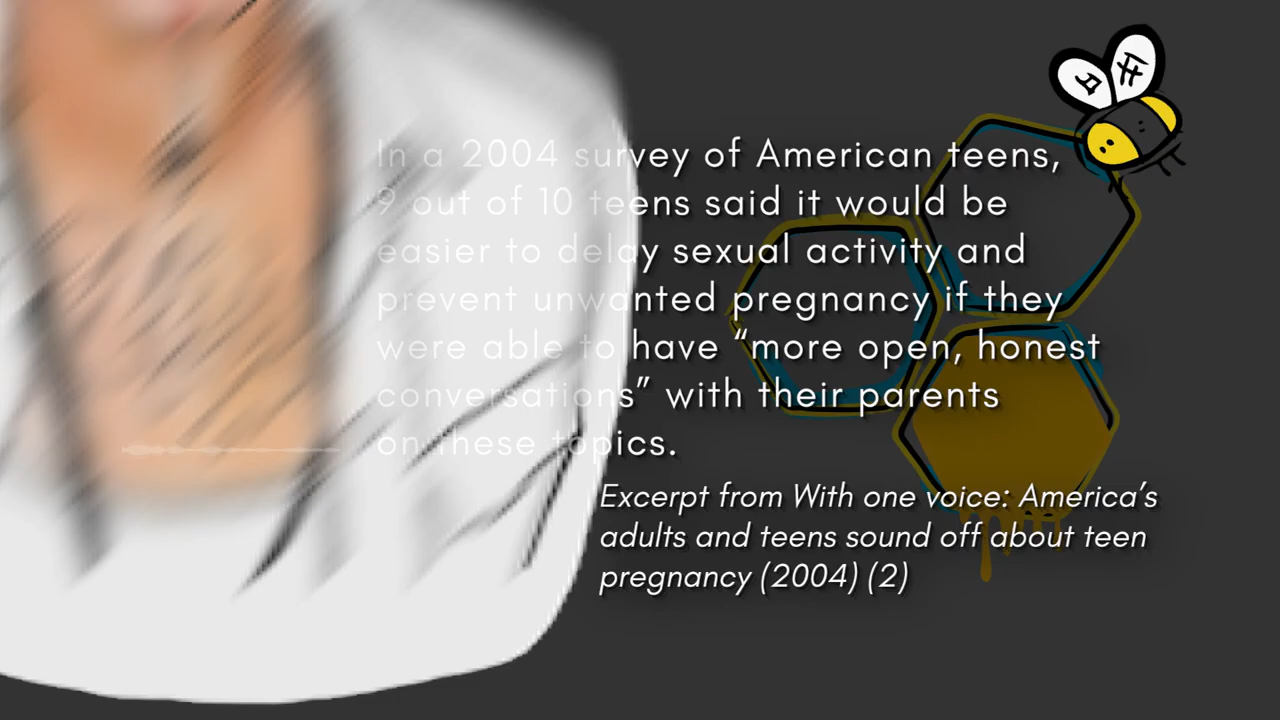 In a 2004 survey of American teens,
9 out of 10 teens said it would be
easier to delay sexual activity and
prevent unwanted pregnancy if they
were able to have “more open, honest
conversations” with their parents
on these topics.
Excerpt from With one voice: America’s
adults and teens sound off about teen
pregnancy (2004) (2)